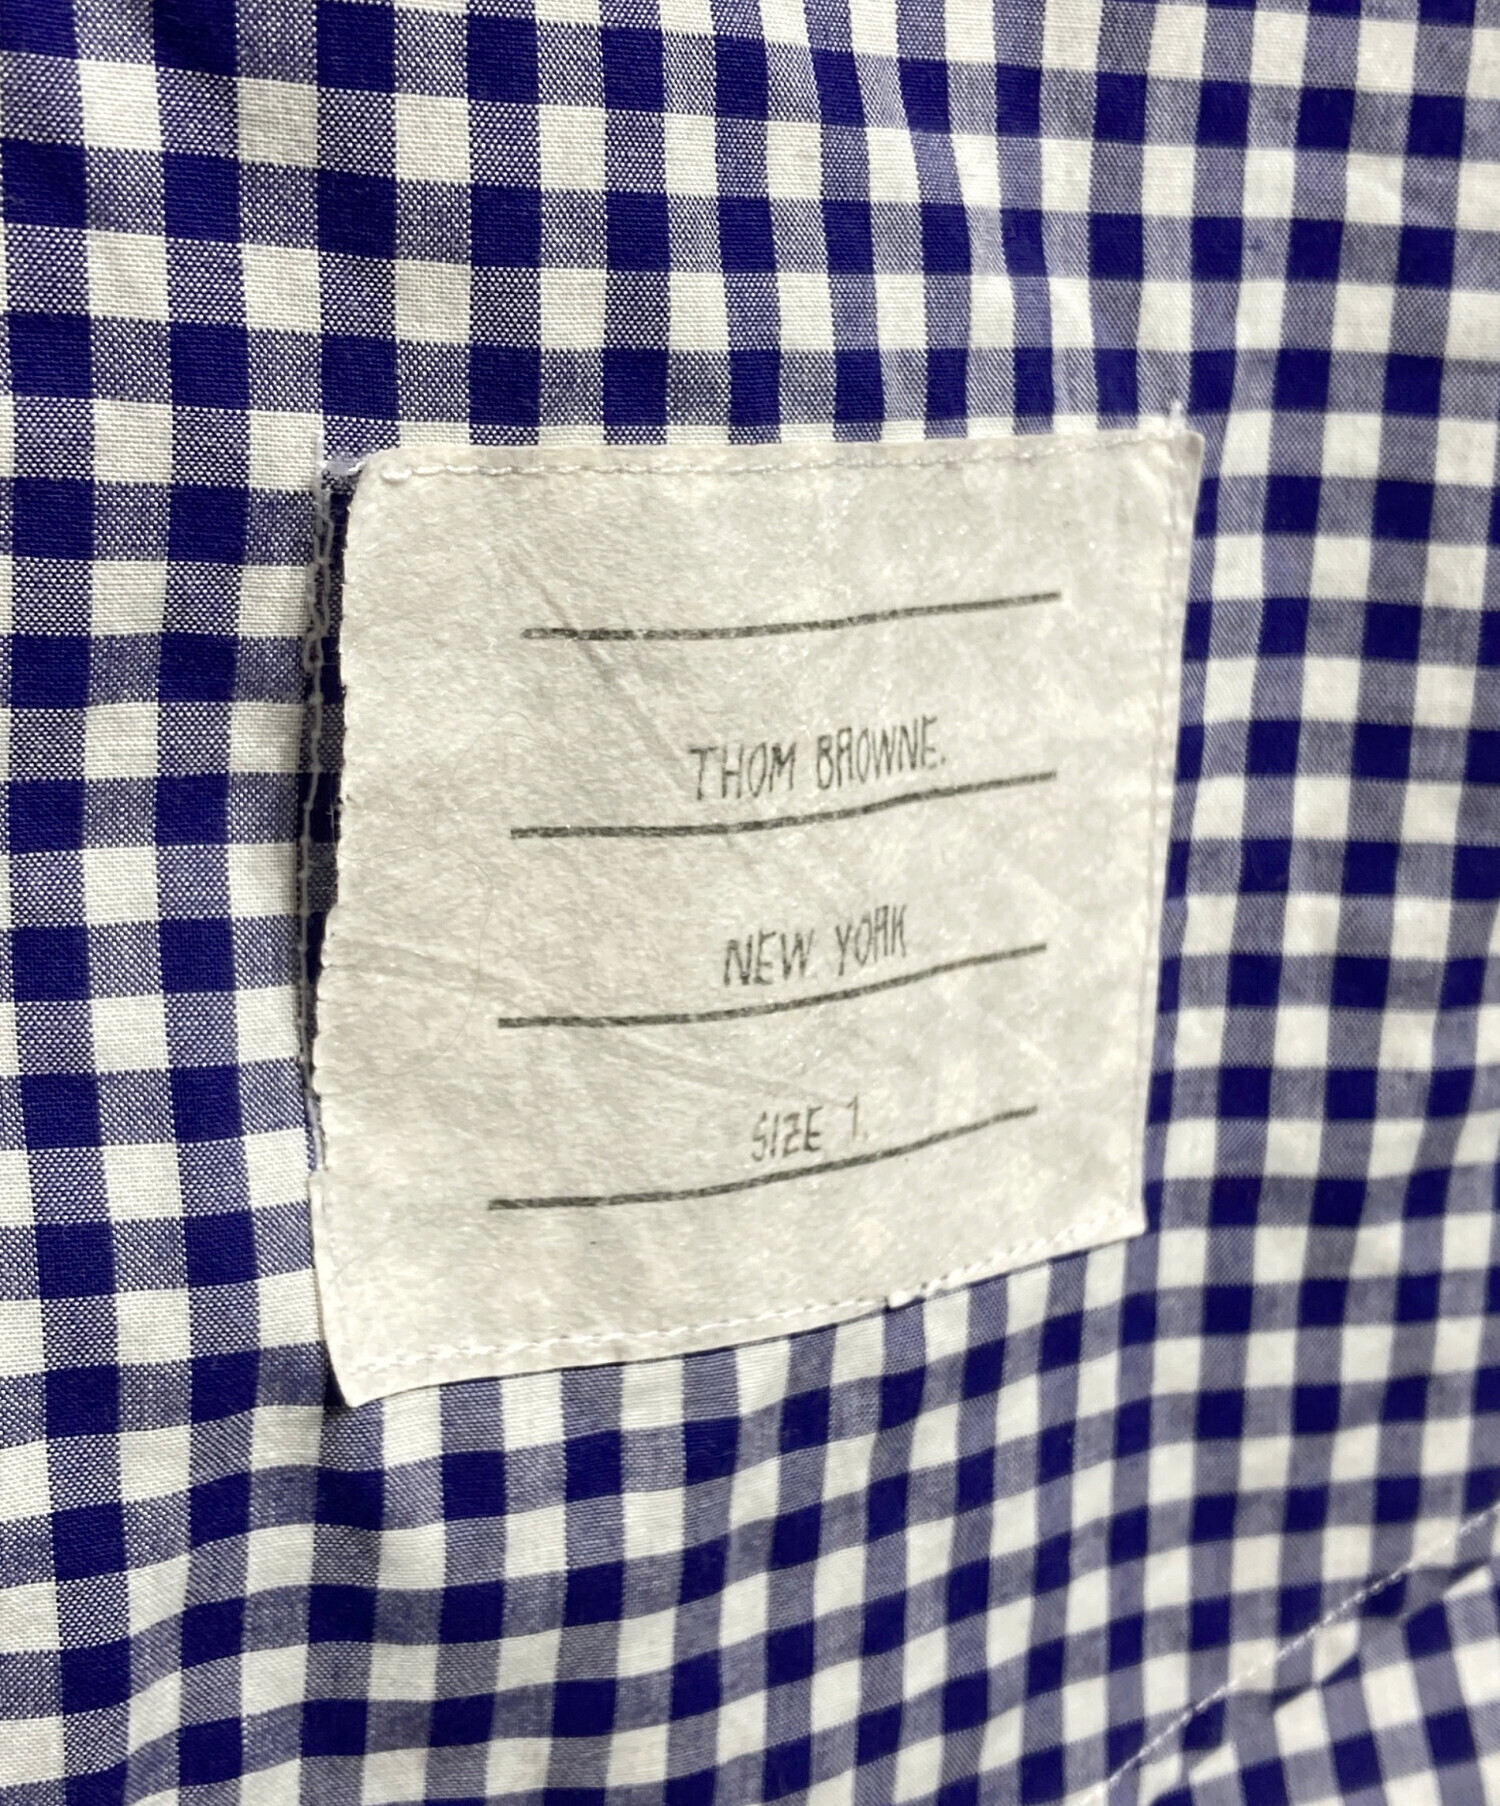 THOM BROWNE.
NEW YORK
SIZE 1.